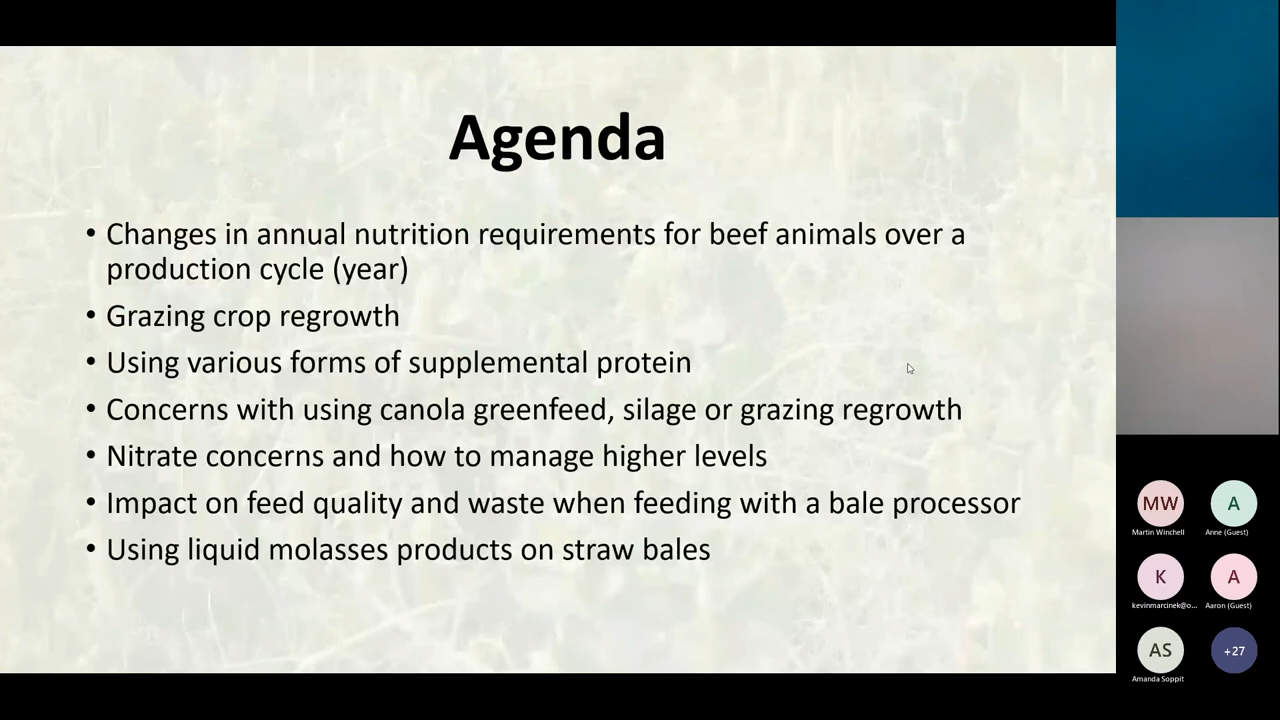 Agenda
• Changes in annual nutrition requirements for beef animals over a
production cycle (year)
• Grazing crop regrowth
• Using various forms of supplemental protein
• Concerns with using canola greenfeed, silage or grazing regrowth
• Nitrate concerns and how to manage higher levels
• Impact on feed quality and waste when feeding with a bale processor
• Using liquid molasses products on straw bales
MW
Martin Winchell
A
Anne (Guest)
K
kevinmarcinek@o...
A
Aaron (Guest)
AS
Amanda Soppit
+27